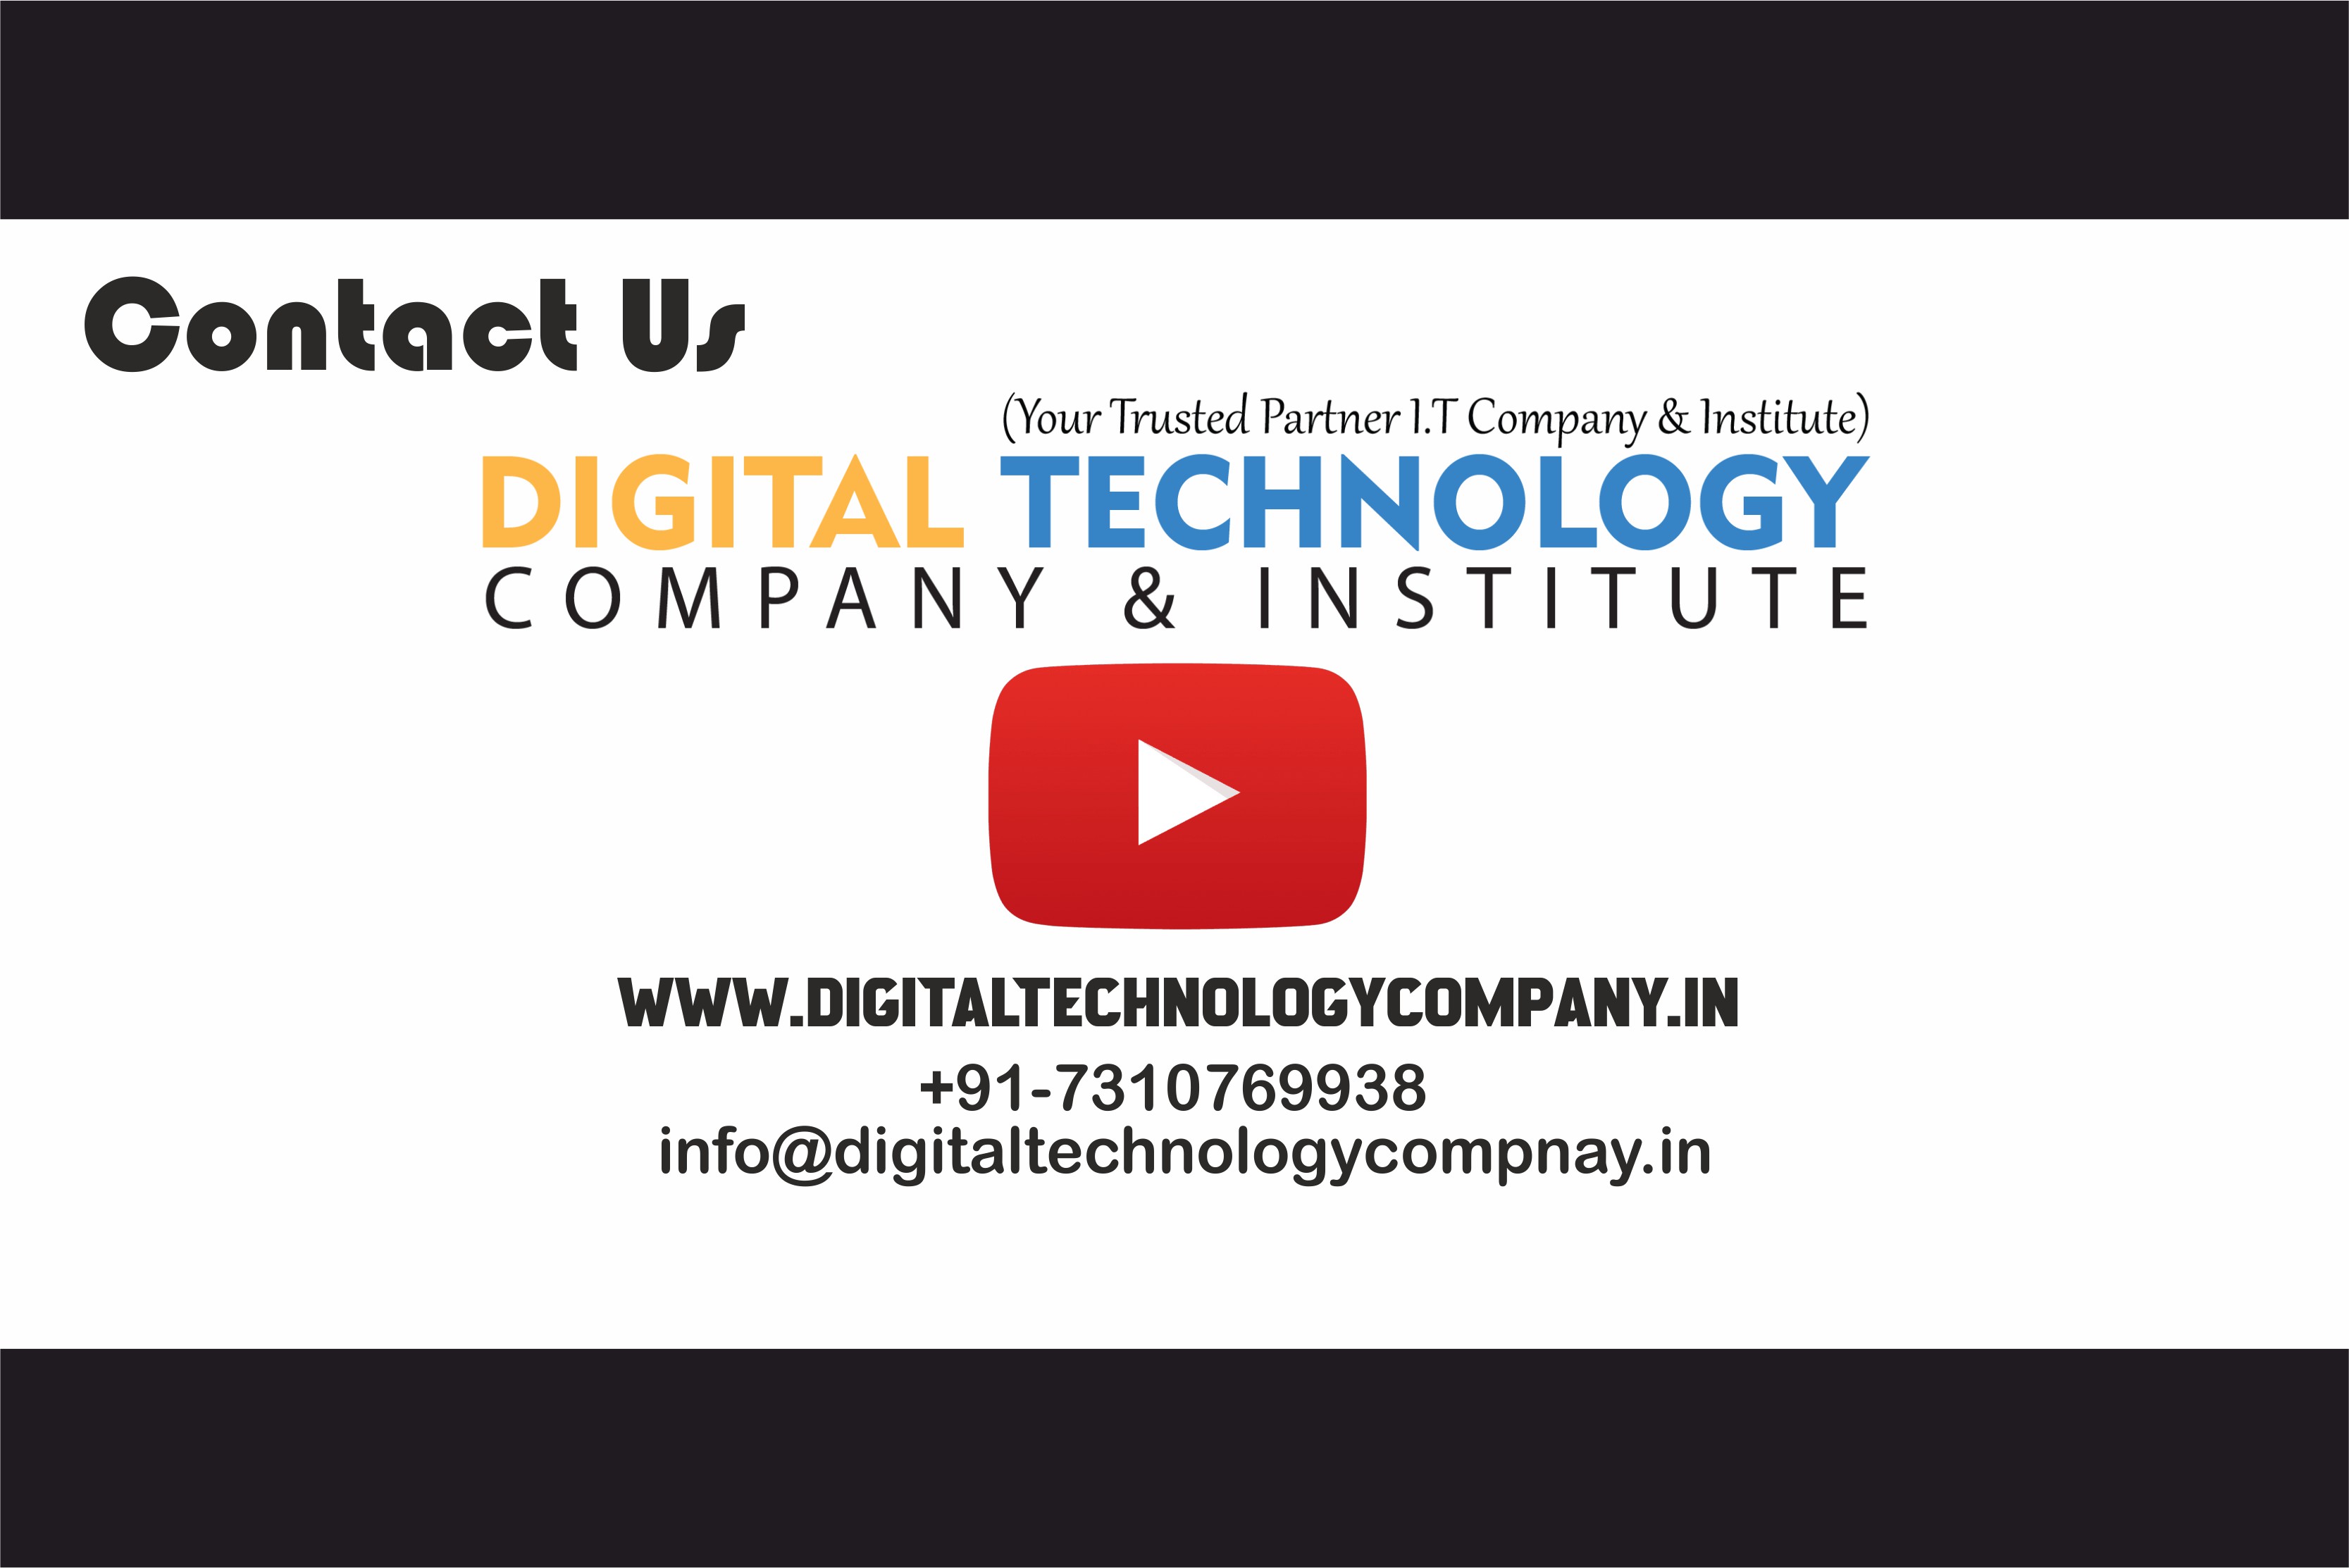 Contact Us
(Your Trusted Partner I.T Company & Institute)
DIGITAL TECHNOLOGY
COMPANY & INSTITUTE
WWW.DIGITALTECHNOLOGYCOMPANY.IN
+91-7310769938
info@digitaltechnologycompnay.in